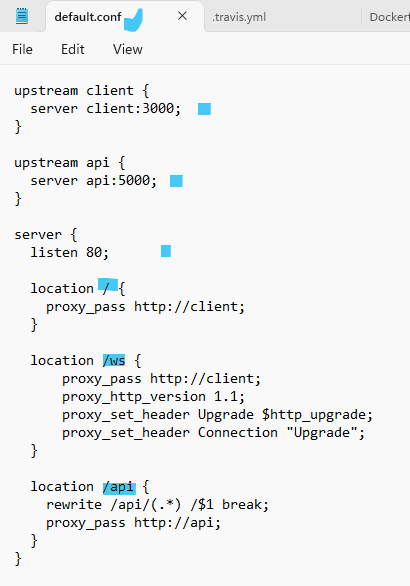 default.conf
.travis.yml
File Edit View
upstream client {
  server client:3000;
}
upstream api {
  server api:5000;
}
server {
  listen 80;
  location / {
    proxy_pass http://client;
  }
  location /ws {
      proxy_pass http://client;
      proxy_http_version 1.1;
      proxy_set_header Upgrade $http_upgrade;
      proxy_set_header Connection "Upgrade";
  }
  location /api {
    rewrite /api/(.*) /$1 break;
    proxy_pass http://api;
  }
}